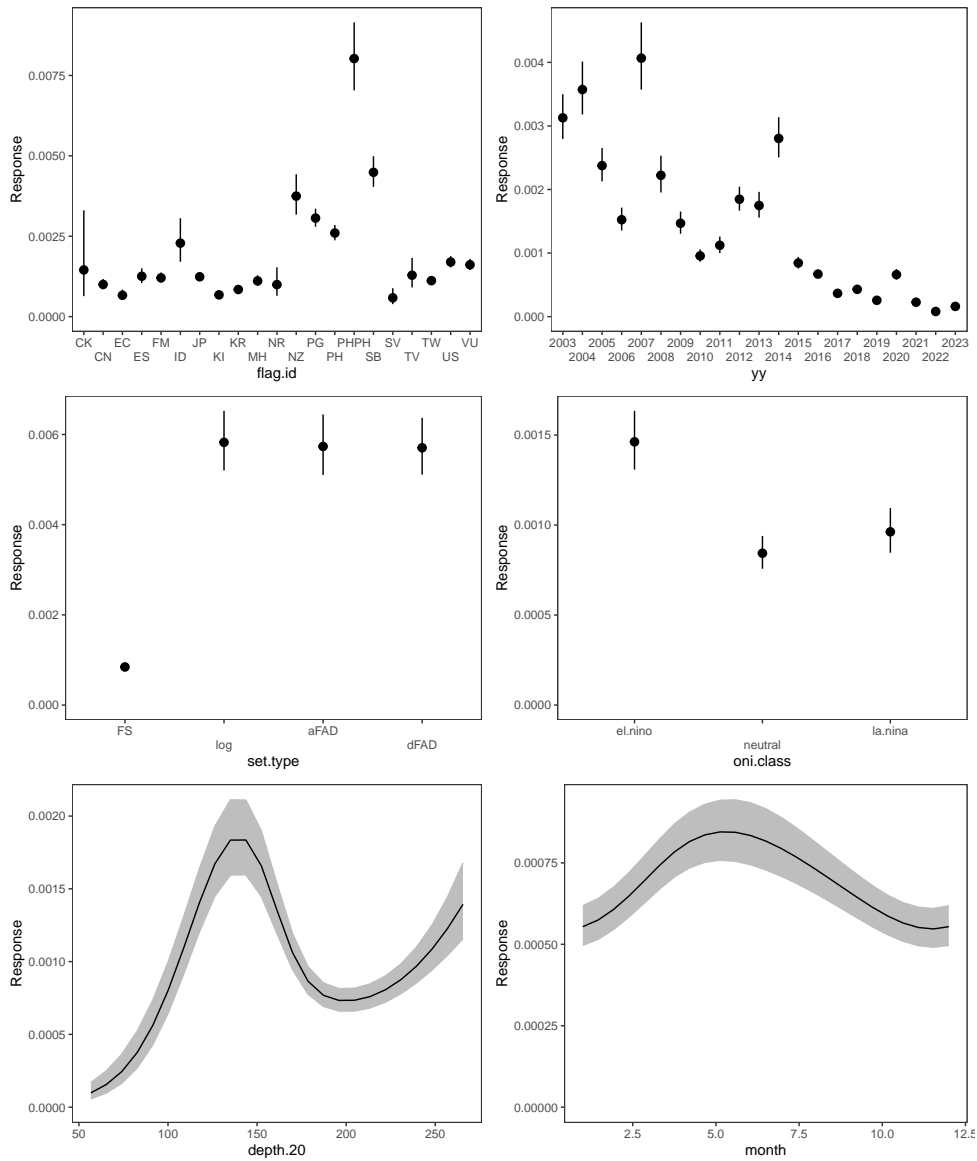 0.0075
0.0050
0.0025
0.0000
Response
CK EC FM JP KR NR PG PHPH SV TW VU
CN ES ID KI MH NZ PH SB TV US
flag.id
0.004
0.003
0.002
0.001
0.000
Response
2003 2005 2007 2009 2011 2013 2015 2017 2019 2021 2023
2004 2006 2008 2010 2012 2014 2016 2018 2020 2022
yy
0.006
0.004
0.002
0.000
Response
FS aFAD
log dFAD
set.type
0.0015
0.0010
0.0005
0.0000
Response
el.nino la.nina
neutral
oni.class
0.0020
0.0015
0.0010
0.0005
0.0000
Response
50 100 150 200 250
depth.20
0.00075
0.00050
0.00025
0.00000
Response
2.5 5.0 7.5 10.0 12.5
month